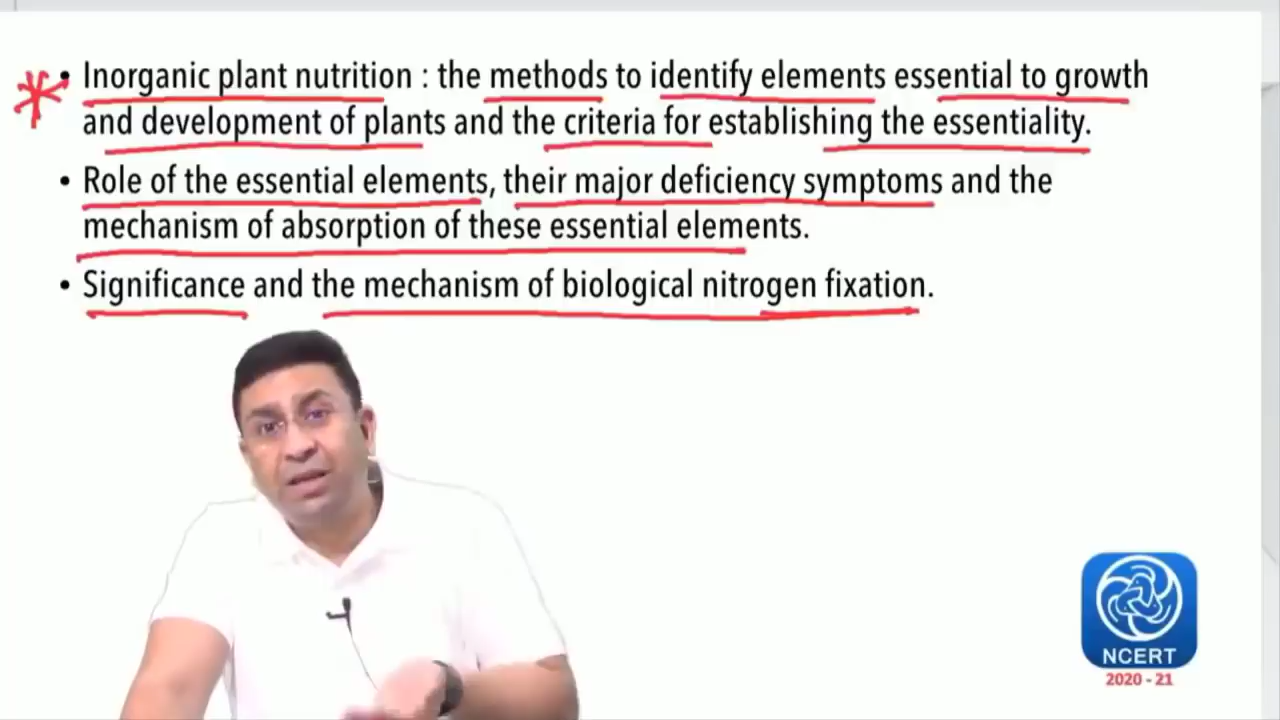 • Inorganic plant nutrition : the methods to identify elements essential to growth
and development of plants and the criteria for establishing the essentiality.
• Role of the essential elements, their major deficiency symptoms and the
mechanism of absorption of these essential elements.
• Significance and the mechanism of biological nitrogen fixation.
NCERT
2020 - 21